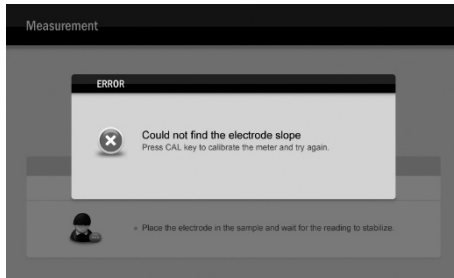 Measurement
ERROR
Could not find the electrode slope
Press CAL key to calibrate the meter and try again.
Place the electrode in the sample and wait for the reading to stabilize.